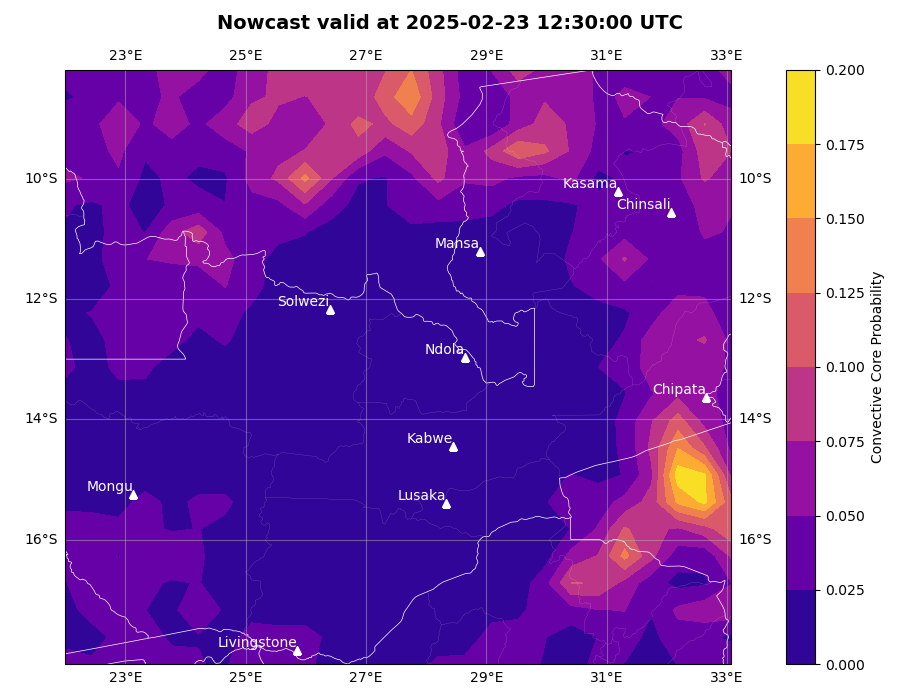 Nowcast valid at 2025-02-23 12:30:00 UTC
23°E 25°E 27°E 29°E 31°E 33°E
0.200
0.175
10°S Kasama 10°S
Chinsali
0.150
Mansa
12°S 12°S
Solwezi
0.125
Ndola
0.100
Chipata
14°S 14°S
Kabwe
0.075
Mongu
Lusaka
0.050
16°S 16°S
0.025
Livingstone
0.000
23°E 25°E 27°E 29°E 31°E 33°E
Convective Core Probability